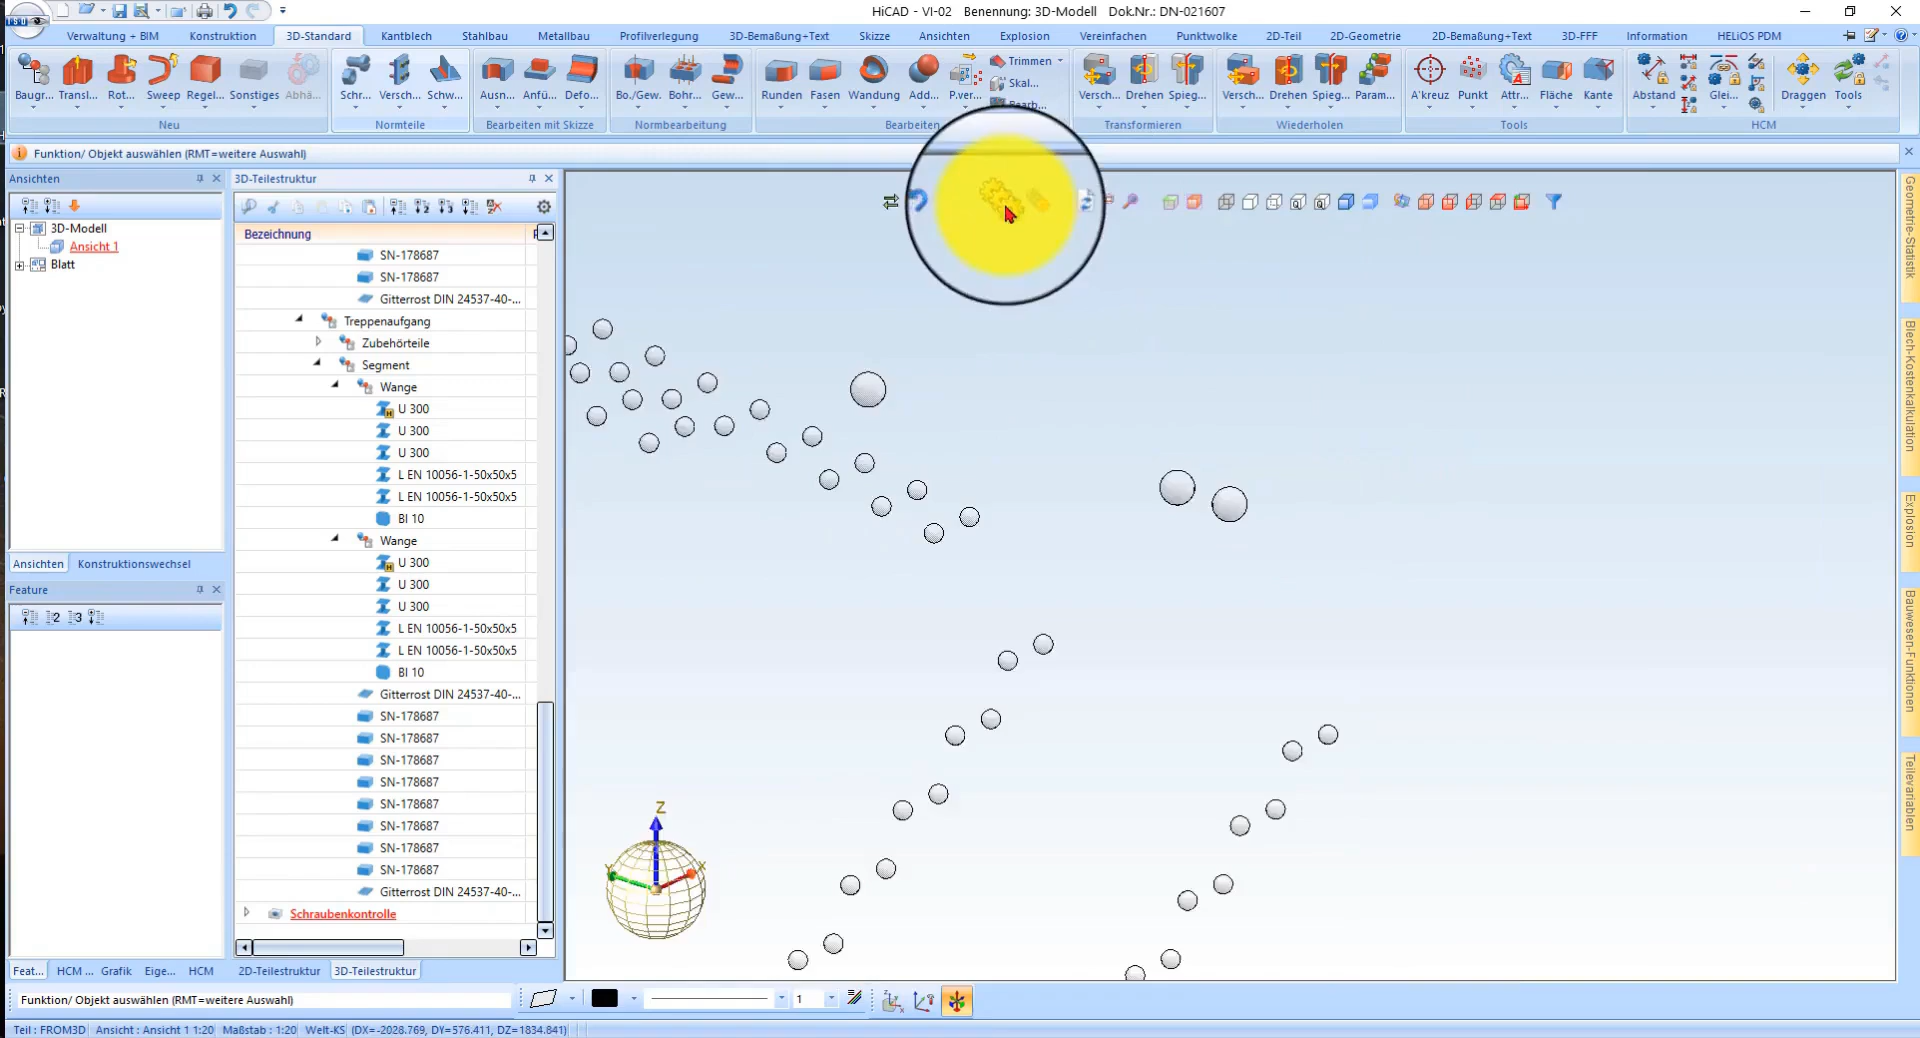 HiCAD - VI-02   Benennung: 3D-Modell   Dok.Nr.: DN-021607
ISD
Verwaltung + BIM
Konstruktion
3D-Standard
Kantblech
Stahlbau
Metallbau
Profilverlegung
3D-Bemaßung+Text
Skizze
Ansichten
Explosion
Vereinfachen
Punktwolke
2D-Teil
2D-Geometrie
2D-Bemaßung+Text
3D-FFF
Information
HELiOS PDM
Baugr...
Transl...
Rot...
Sweep
Regel...
Sonstiges
Abhä...
Schr...
Versch...
Schw...
Ausn...
Anfü...
Defo...
Bo./Gew.
Bohr...
Gew...
Runden
Fasen
Wandung
Add...
P.ver...
Trimmen
Skal...
Bearb...
Versch...
Drehen
Spieg...
Versch...
Drehen
Spieg...
Param...
A'kreuz
Punkt
Attr...
Fläche
Kante
Abstand
Glei...
Draggen
Tools
Neu
Normteile
Bearbeiten mit Skizze
Normbearbeitung
Bearbeiten
Transformieren
Wiederholen
Tools
HCM
Funktion/ Objekt auswählen (RMT=weitere Auswahl)
Ansichten
3D-Modell
Ansicht 1
Blatt
Ansichten
Konstruktionswechsel
Feature
Feat...
HCM ...
Grafik
Eige...
HCM
3D-Teilestruktur
Bezeichnung
SN-178687
SN-178687
Gitterrost DIN 24537-40-...
Treppenaufgang
Zubehörteile
Segment
Wange
U 300
U 300
U 300
L EN 10056-1-50x50x5
L EN 10056-1-50x50x5
Bl 10
Wange
U 300
U 300
U 300
L EN 10056-1-50x50x5
L EN 10056-1-50x50x5
Bl 10
Gitterrost DIN 24537-40-...
SN-178687
SN-178687
SN-178687
SN-178687
SN-178687
SN-178687
SN-178687
SN-178687
Gitterrost DIN 24537-40-...
Schraubenkontrolle
2D-Teilestruktur
3D-Teilestruktur
Z
Y
X
Geometrie-Statistik
Blech-Kostenkalkulation
Explosion
Bauwesen-Funktionen
Teilevariablen
Funktion/ Objekt auswählen (RMT=weitere Auswahl)
1
Teil : FROM3D
Ansicht : Ansicht 1 1:20
Maßstab : 1:20
Welt-KS
(DX=-2028.769, DY=576.411, DZ=1834.841)